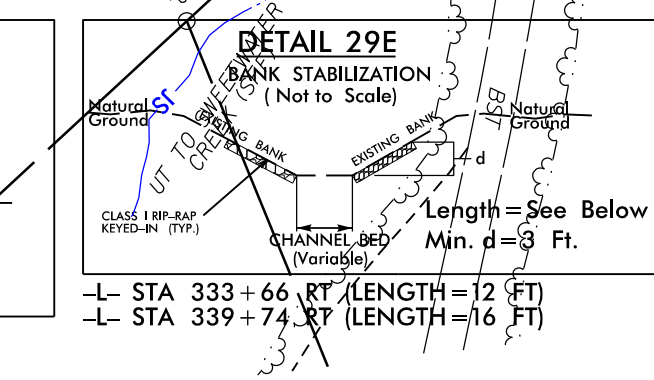 DETAIL 29E
BANK STABILIZATION
( Not to Scale)
Natural
Ground
JS
UT TO SWEETWATER
CREEK
EXISTING BANK
EXISTING BANK
BST
Natural
Ground
d
CLASS I RIP-RAP
KEYED-IN (TYP.)
CHANNEL BED
(Variable)
Length=See Below
Min. d=3 Ft.
-L- STA 333+66 RT (LENGTH=12 FT)
-L- STA 339+74 RT (LENGTH=16 FT)